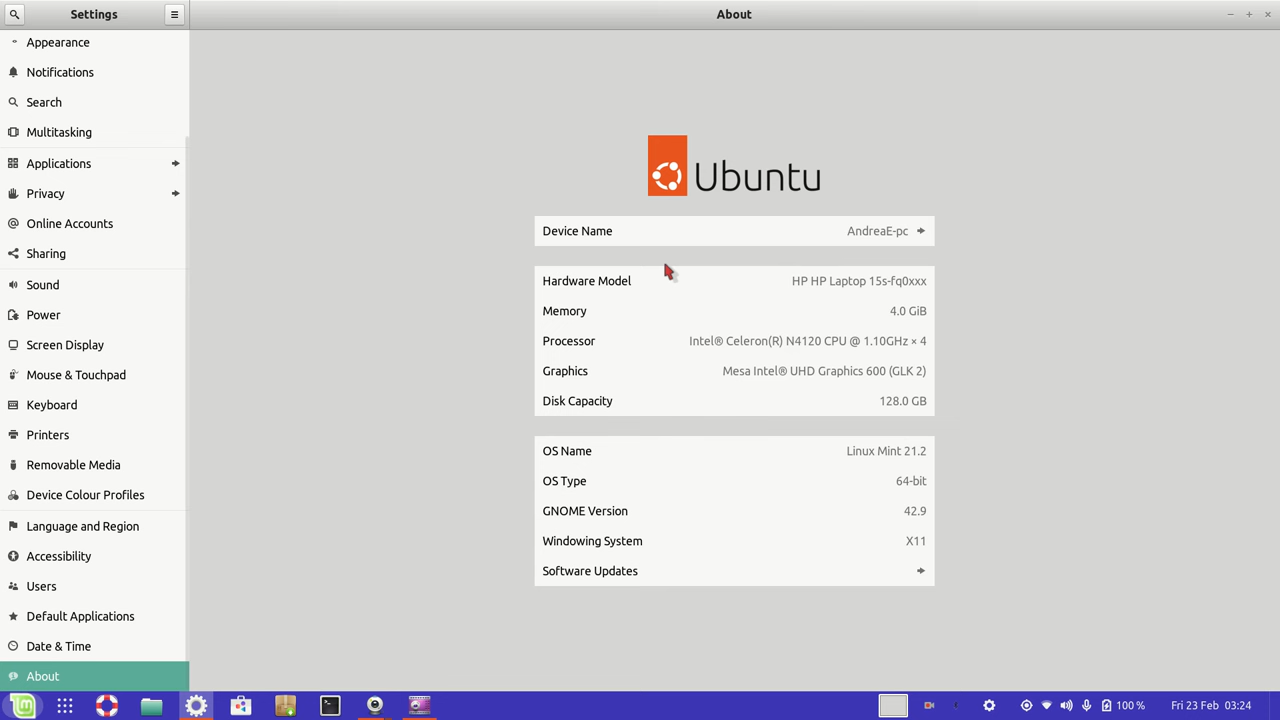 Settings
About
Appearance
Notifications
Search
Multitasking
Applications
Privacy
Online Accounts
Sharing
Sound
Power
Screen Display
Mouse & Touchpad
Keyboard
Printers
Removable Media
Device Colour Profiles
Language and Region
Accessibility
Users
Default Applications
Date & Time
About
Ubuntu
Device Name AndreaE-pc
Hardware Model HP HP Laptop 15s-fq0xxx
Memory 4.0 GiB
Processor Intel® Celeron(R) N4120 CPU @ 1.10GHz × 4
Graphics Mesa Intel® UHD Graphics 600 (GLK 2)
Disk Capacity 128.0 GB
OS Name Linux Mint 21.2
OS Type 64-bit
GNOME Version 42.9
Windowing System X11
Software Updates
100 % Fri 23 Feb 03:24